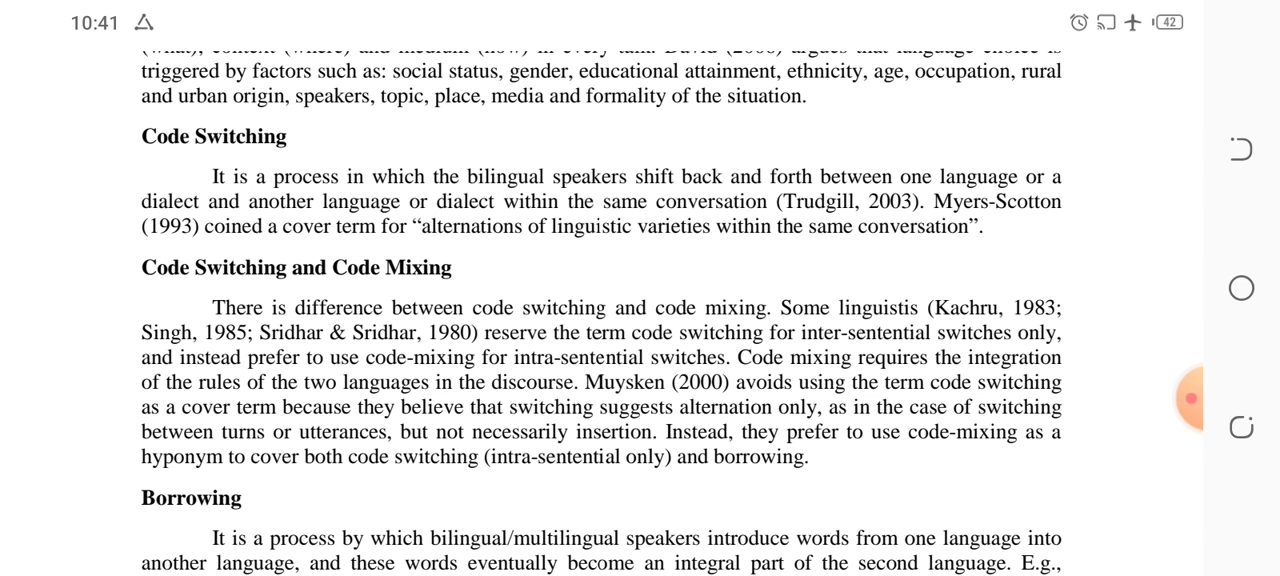 10:41
42
triggered by factors such as: social status, gender, educational attainment, ethnicity, age, occupation, rural
and urban origin, speakers, topic, place, media and formality of the situation.
Code Switching
It is a process in which the bilingual speakers shift back and forth between one language or a
dialect and another language or dialect within the same conversation (Trudgill, 2003). Myers-Scotton
(1993) coined a cover term for “alternations of linguistic varieties within the same conversation”.
Code Switching and Code Mixing
There is difference between code switching and code mixing. Some linguistis (Kachru, 1983;
Singh, 1985; Sridhar & Sridhar, 1980) reserve the term code switching for inter-sentential switches only,
and instead prefer to use code-mixing for intra-sentential switches. Code mixing requires the integration
of the rules of the two languages in the discourse. Muysken (2000) avoids using the term code switching
as a cover term because they believe that switching suggests alternation only, as in the case of switching
between turns or utterances, but not necessarily insertion. Instead, they prefer to use code-mixing as a
hyponym to cover both code switching (intra-sentential only) and borrowing.
Borrowing
It is a process by which bilingual/multilingual speakers introduce words from one language into
another language, and these words eventually become an integral part of the second language. E.g.,